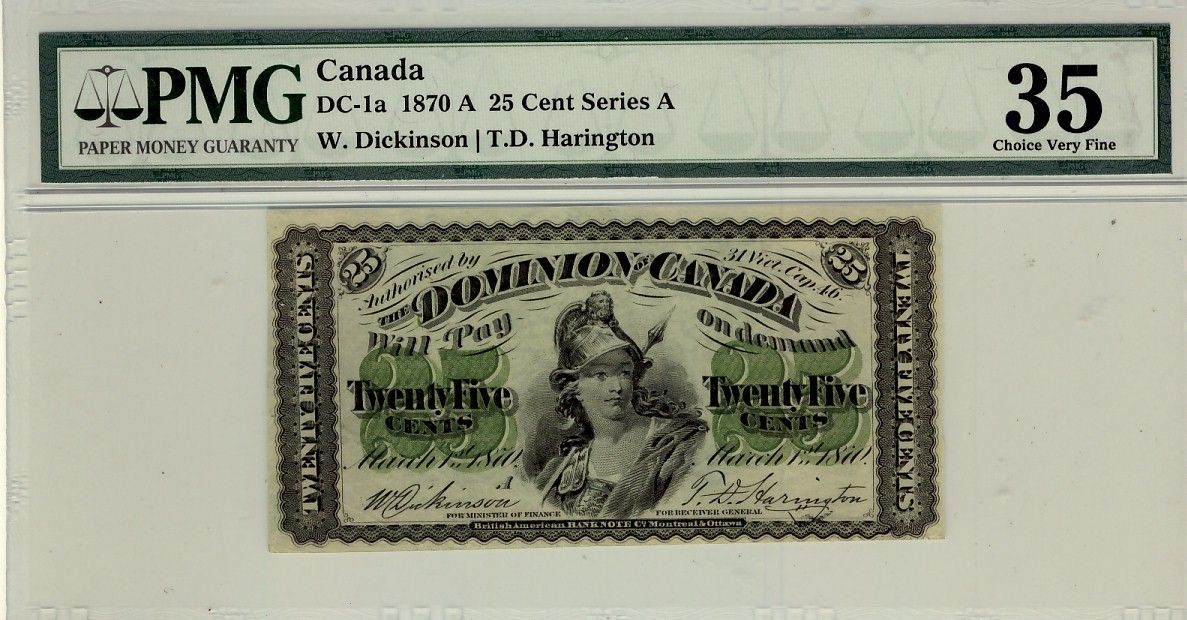 PMG
PAPER MONEY GUARANTY
Canada
DC-1a 1870 A 25 Cent Series A
W. Dickinson | T.D. Harington
35
Choice Very Fine
25
Authorised by
31 Vict. Cap. 46.
25
THE DOMINION OF CANADA
Will Pay
on demand
25
25
Twenty Five
CENTS
Twenty Five
CENTS
March 1st 1870.
March 1st 1870.
A
W Dickinson
T. D. Harington
FOR MINISTER OF FINANCE
FOR RECEIVER GENERAL
British American BANK NOTE Co. Montreal & Ottawa
TWENTY FIVE CENTS
TWENTY FIVE CENTS